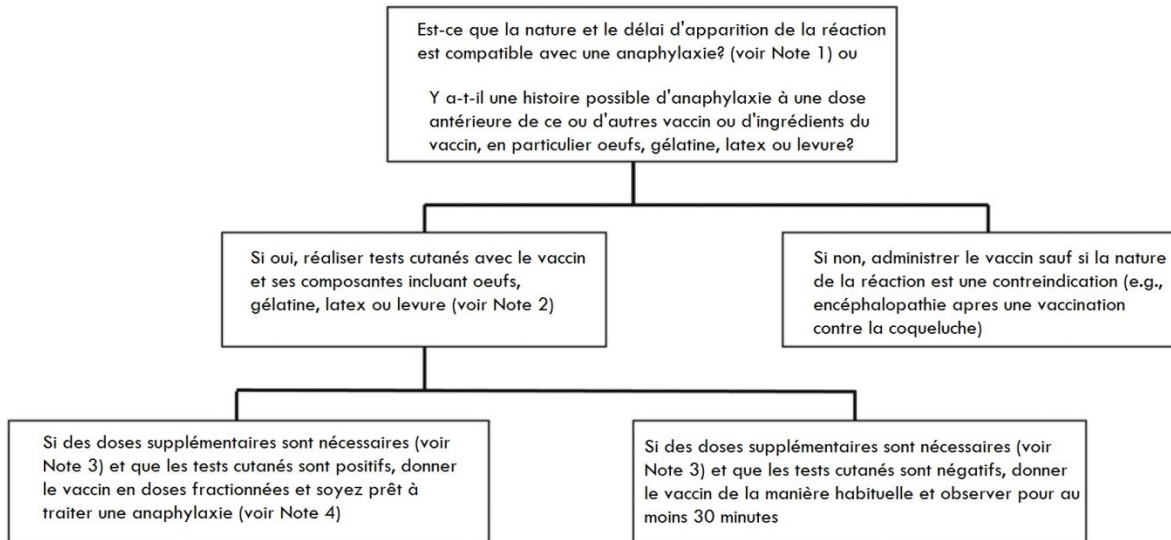 Est-ce que la nature et le délai d'apparition de la réaction
est compatible avec une anaphylaxie? (voir Note 1) ou
Y a-t-il une histoire possible d'anaphylaxie à une dose
antérieure de ce ou d'autres vaccin ou d'ingrédients du
vaccin, en particulier oeufs, gélatine, latex ou levure?
Si oui, réaliser tests cutanés avec le vaccin
et ses composantes incluant oeufs,
gélatine, latex ou levure (voir Note 2)
Si non, administrer le vaccin sauf si la nature
de la réaction est une contreindication (e.g.,
encéphalopathie apres une vaccination
contre la coqueluche)
Si des doses supplémentaires sont nécessaires (voir
Note 3) et que les tests cutanés sont positifs, donner
le vaccin en doses fractionnées et soyez prêt à
traiter une anaphylaxie (voir Note 4)
Si des doses supplémentaires sont nécessaires (voir
Note 3) et que les tests cutanés sont négatifs, donner
le vaccin de la manière habituelle et observer pour au
moins 30 minutes